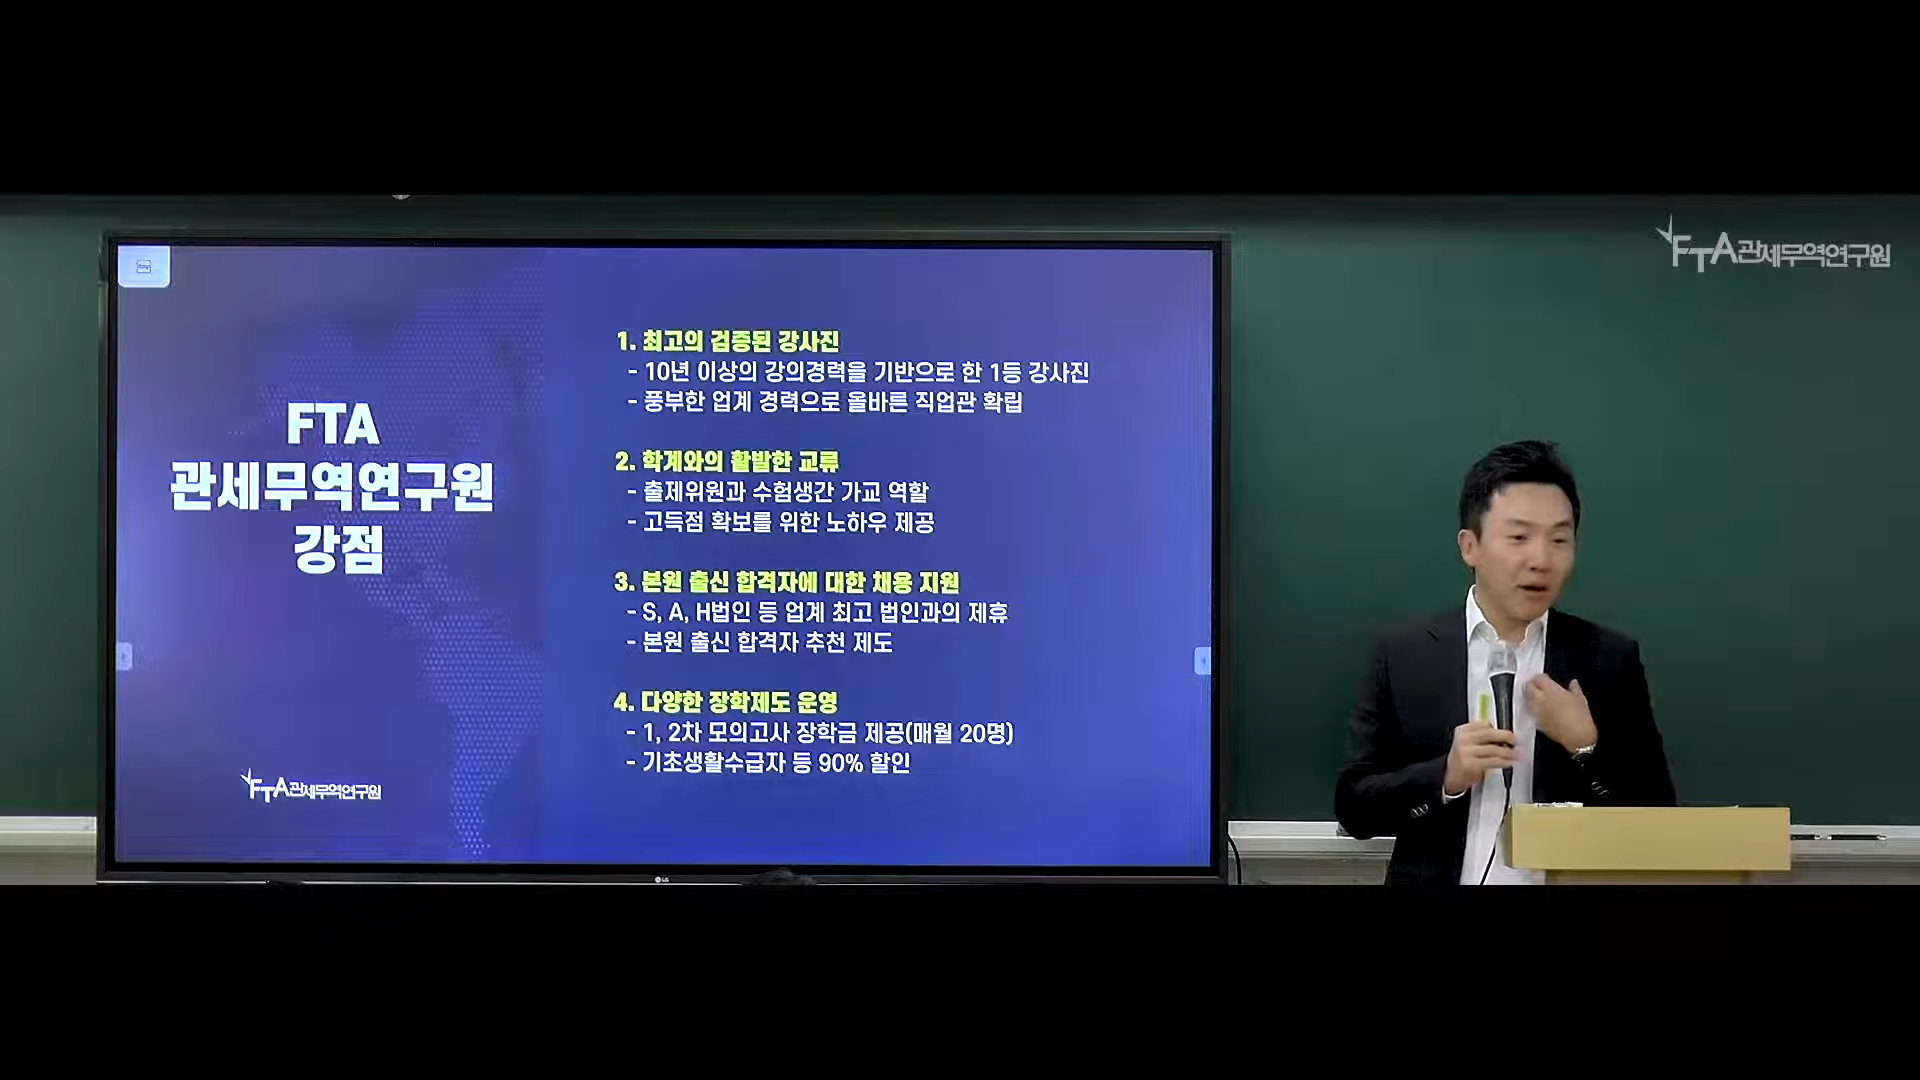 FTA관세무역연구원
FTA
관세무역연구원
강점
FTA관세무역연구원
1. 최고의 검증된 강사진
- 10년 이상의 강의경력을 기반으로 한 1등 강사진
- 풍부한 업계 경력으로 올바른 직업관 확립
2. 학계와의 활발한 교류
- 출제위원과 수험생간 가교 역할
- 고득점 확보를 위한 노하우 제공
3. 본원 출신 합격자에 대한 채용 지원
- S, A, H법인 등 업계 최고 법인과의 제휴
- 본원 출신 합격자 추천 제도
4. 다양한 장학제도 운영
- 1, 2차 모의고사 장학금 제공(매월 20명)
- 기초생활수급자 등 90% 할인
LG